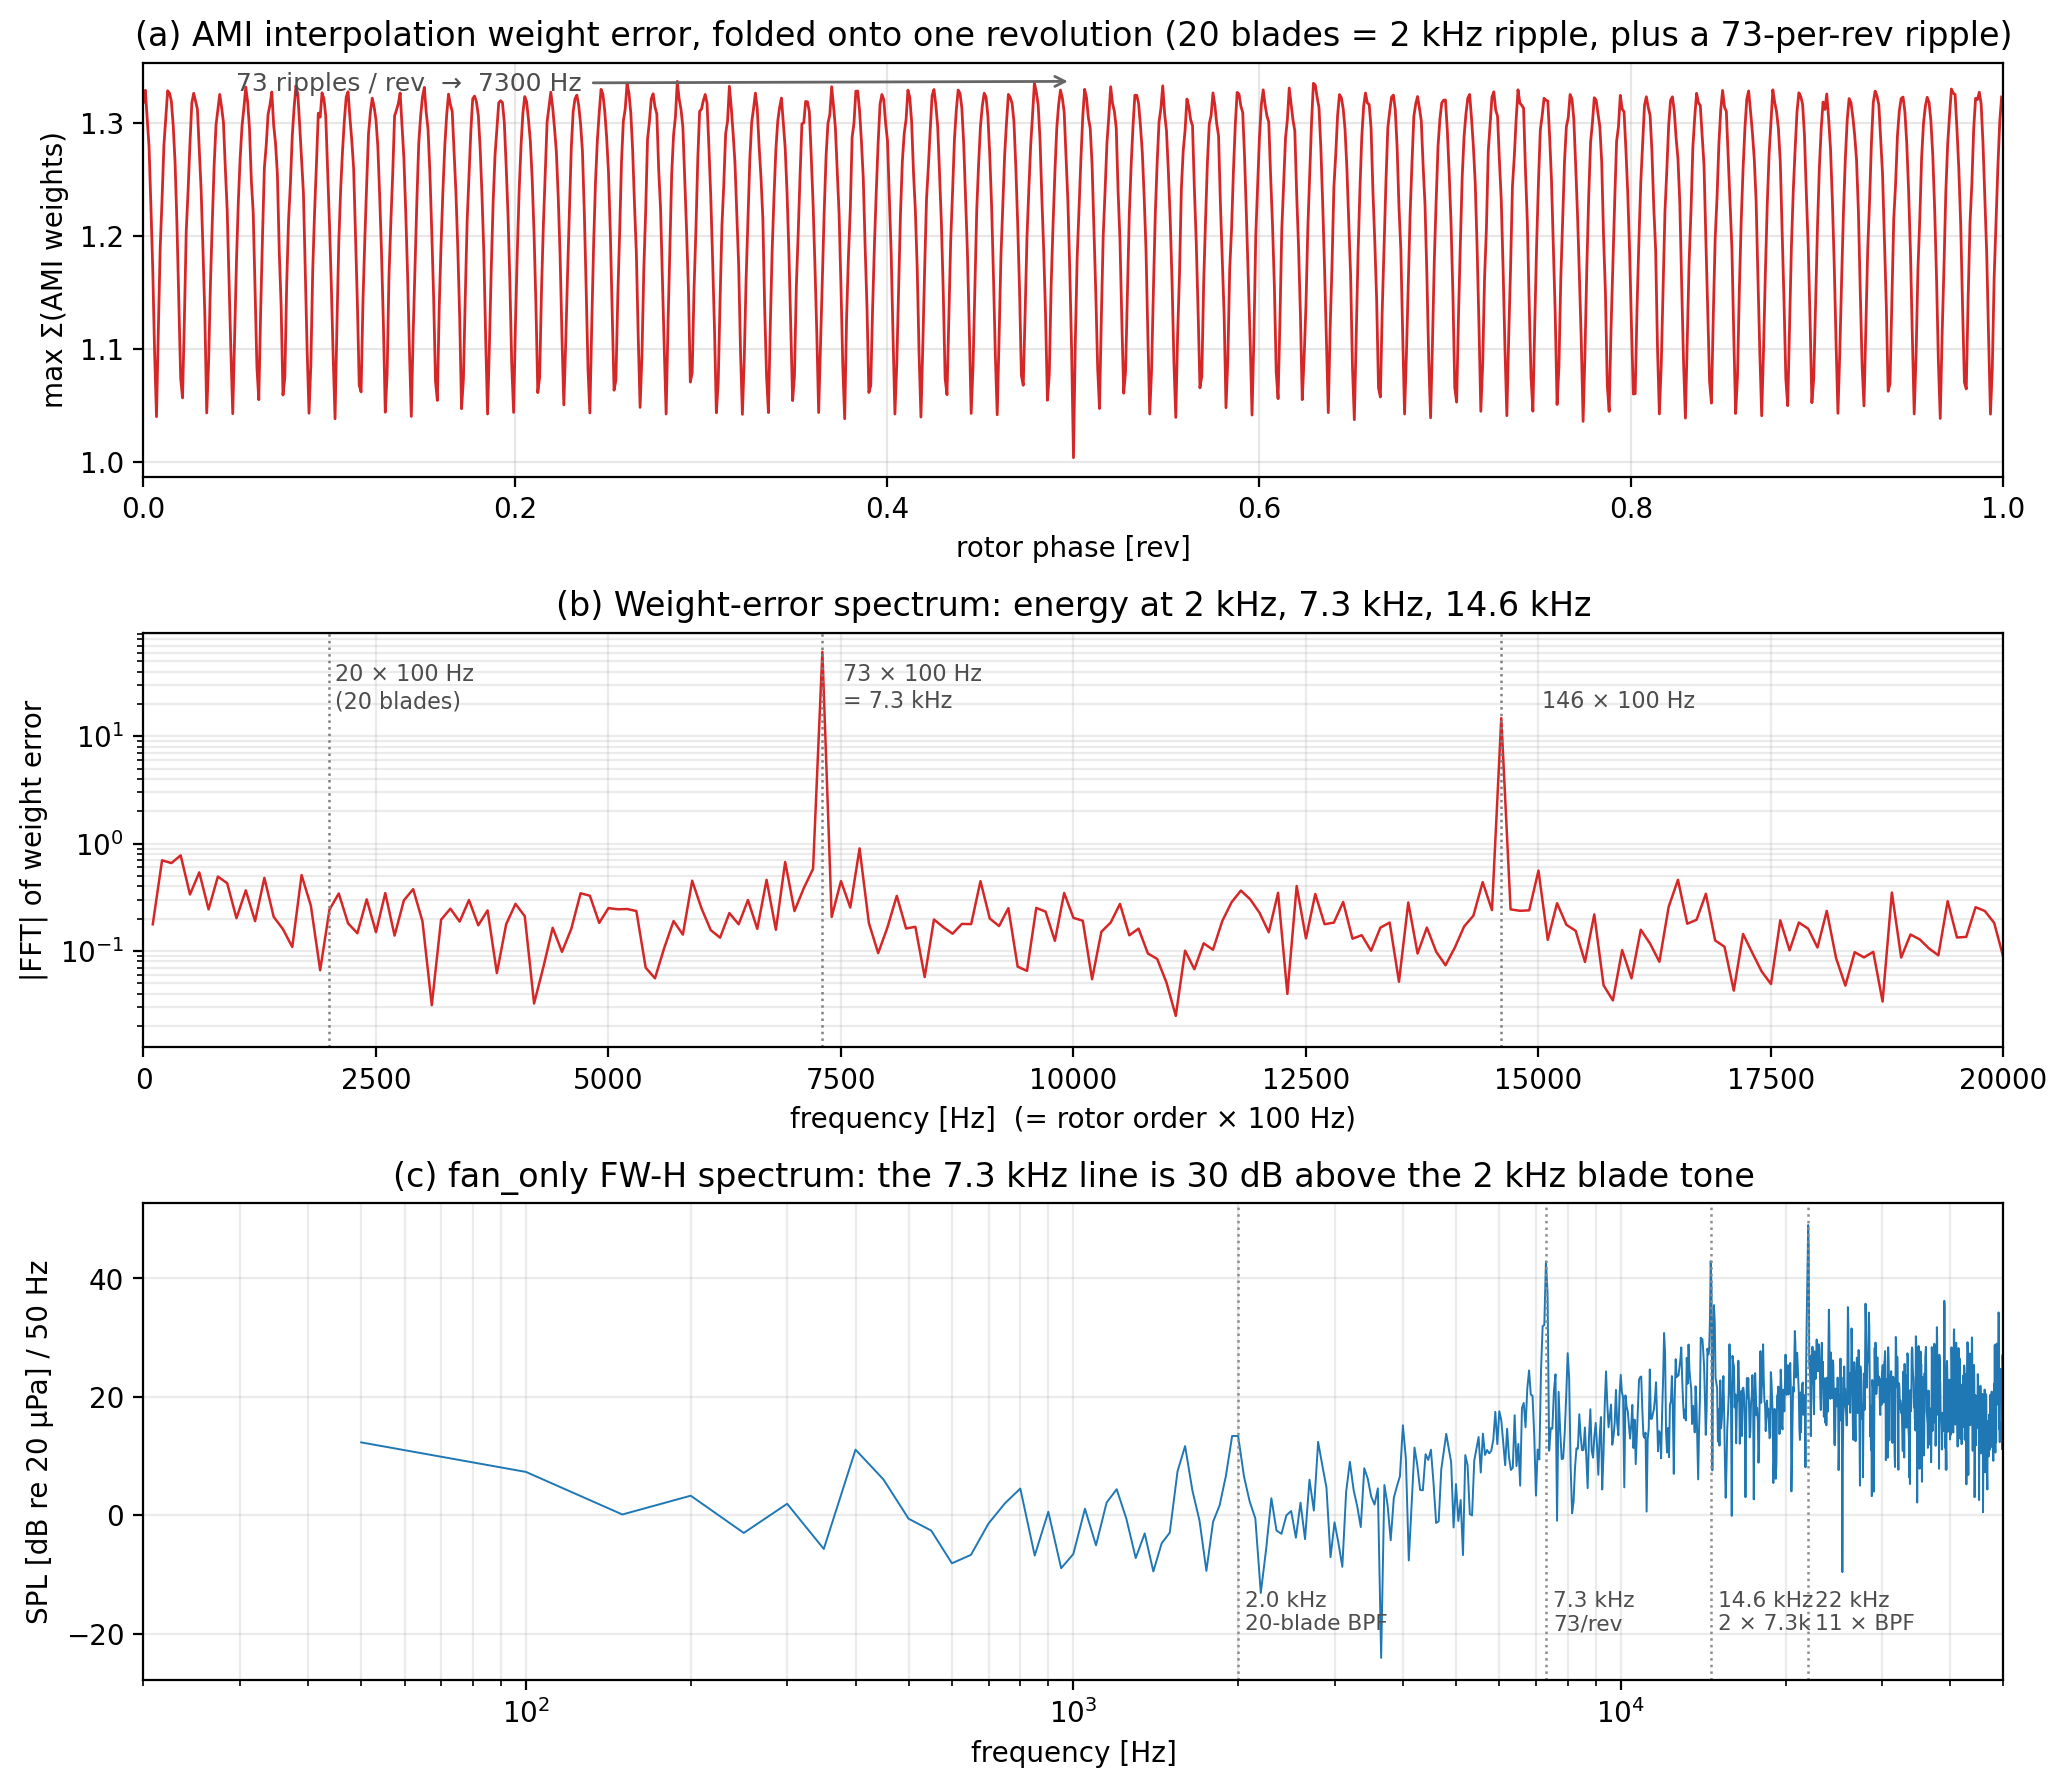 (a) AMI interpolation weight error, folded onto one revolution (20 blades = 2 kHz ripple, plus a 73-per-rev ripple)
73 ripples / rev → 7300 Hz
max Σ(AMI weights)
1.3
1.2
1.1
1.0
0.0 0.2 0.4 0.6 0.8 1.0
rotor phase [rev]
(b) Weight-error spectrum: energy at 2 kHz, 7.3 kHz, 14.6 kHz
20 × 100 Hz
(20 blades)
73 × 100 Hz
= 7.3 kHz
146 × 100 Hz
|FFT| of weight error
10¹
10⁰
10⁻¹
0 2500 5000 7500 10000 12500 15000 17500 20000
frequency [Hz] (= rotor order × 100 Hz)
(c) fan_only FW-H spectrum: the 7.3 kHz line is 30 dB above the 2 kHz blade tone
SPL [dB re 20 µPa] / 50 Hz
40
20
0
−20
2.0 kHz
20-blade BPF
7.3 kHz
73/rev
14.6 kHz
2 × 7.3k
22 kHz
11 × BPF
10² 10³ 10⁴
frequency [Hz]